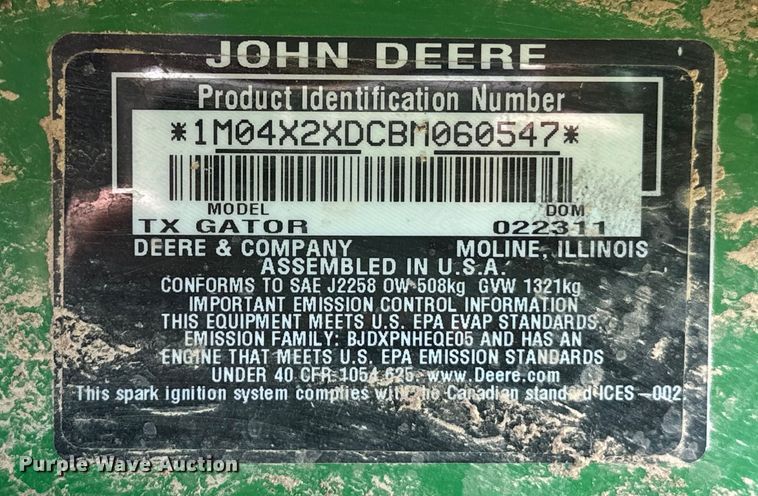 JOHN DEERE
Product Identification Number
*1M04X2XDCBM060547*
MODEL DOM
TX GATOR 022311
DEERE & COMPANY MOLINE, ILLINOIS
ASSEMBLED IN U.S.A.
CONFORMS TO SAE J2258 OW 508kg GVW 1321kg
IMPORTANT EMISSION CONTROL INFORMATION
THIS EQUIPMENT MEETS U.S. EPA EVAP STANDARDS.
EMISSION FAMILY: BJDXPNHEQE05 AND HAS AN
ENGINE THAT MEETS U.S. EPA EMISSION STANDARDS
UNDER 40 CFR 1054.625. www.Deere.com
This spark ignition system complies with the Canadian standard ICES-002.
Purple Wave Auction